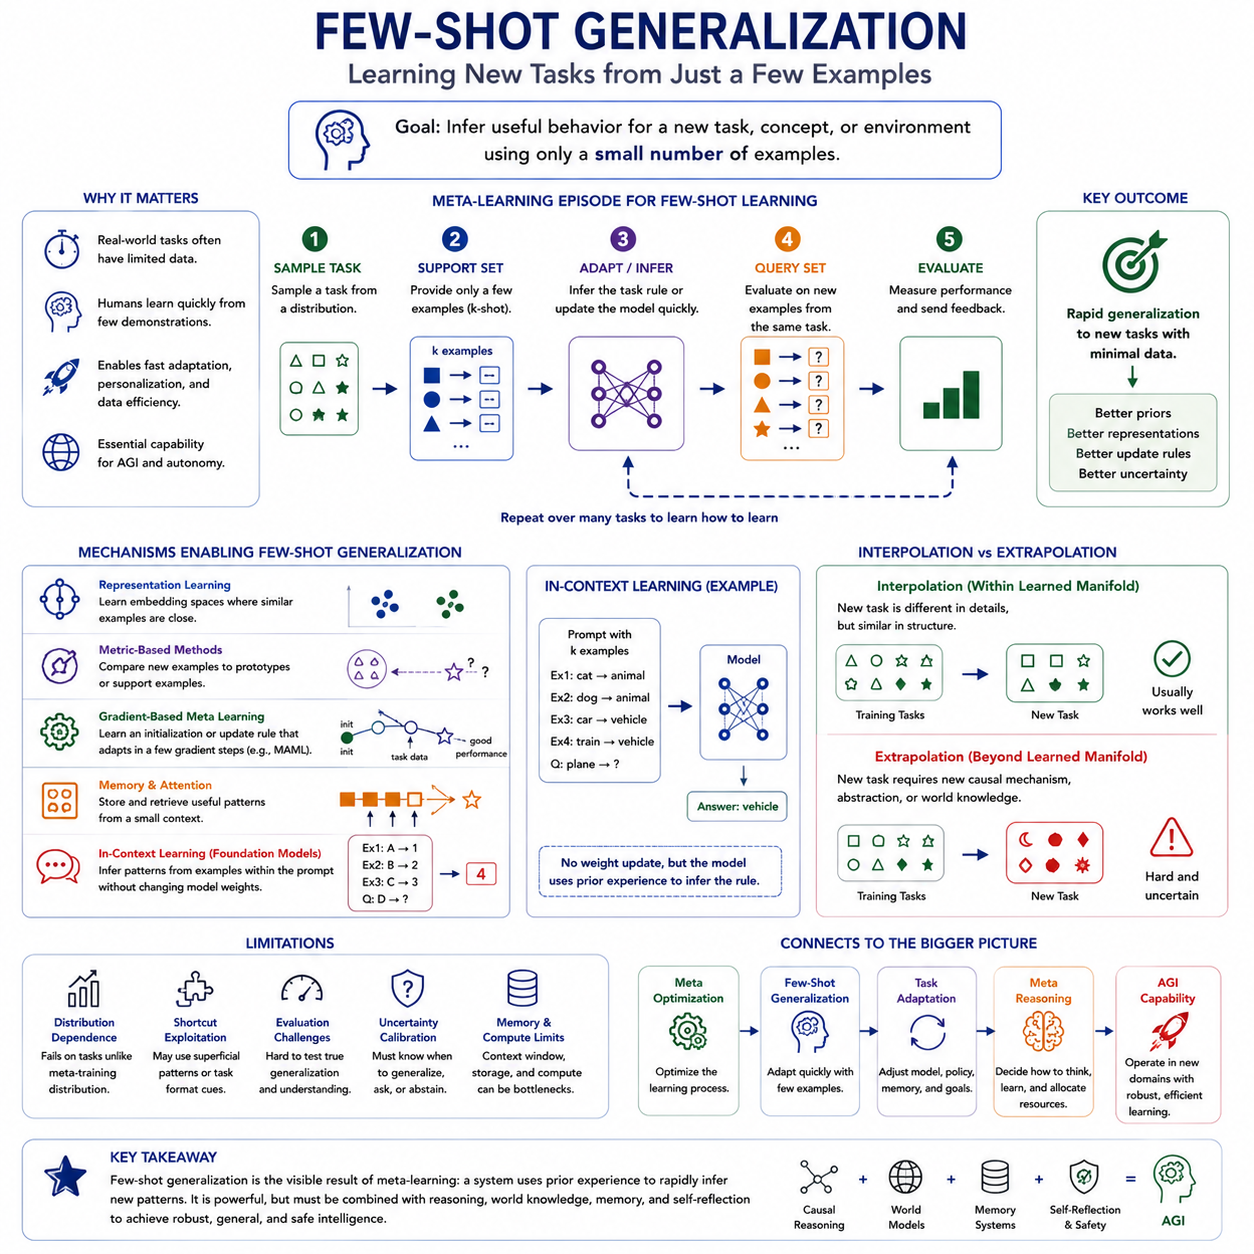 FEW-SHOT GENERALIZATION
Learning New Tasks from Just a Few Examples
Goal: Infer useful behavior for a new task, concept, or environment
using only a small number of examples.
WHY IT MATTERS
Real-world tasks often
have limited data.
Humans learn quickly from
few demonstrations.
Enables fast adaptation,
personalization, and
data efficiency.
Essential capability
for AGI and autonomy.
META-LEARNING EPISODE FOR FEW-SHOT LEARNING
1
SAMPLE TASK
Sample a task from
a distribution.
2
SUPPORT SET
Provide only a few
examples (k-shot).
k examples
...
3
ADAPT / INFER
Infer the task rule or
update the model quickly.
4
QUERY SET
Evaluate on new
examples from
the same task.
?
?
?
?
...
5
EVALUATE
Measure performance
and send feedback.
Repeat over many tasks to learn how to learn
KEY OUTCOME
Rapid generalization
to new tasks with
minimal data.
Better priors
Better representations
Better update rules
Better uncertainty
MECHANISMS ENABLING FEW-SHOT GENERALIZATION
Representation Learning
Learn embedding spaces where similar
examples are close.
Metric-Based Methods
Compare new examples to prototypes
or support examples.
?
?
Gradient-Based Meta Learning
Learn an initialization or update rule that
adapts in a few gradient steps (e.g., MAML).
init
init
task data
good
performance
Memory & Attention
Store and retrieve useful patterns
from a small context.
In-Context Learning (Foundation Models)
Infer patterns from examples within the prompt
without changing model weights.
Ex1: A → 1
Ex2: B → 2
Ex3: C → 3
Q: D → ?
4
IN-CONTEXT LEARNING (EXAMPLE)
Prompt with
k examples
Ex1: cat → animal
Ex2: dog → animal
Ex3: car → vehicle
Ex4: train → vehicle
Q: plane → ?
Model
Answer: vehicle
No weight update, but the model
uses prior experience to infer the rule.
INTERPOLATION vs EXTRAPOLATION
Interpolation (Within Learned Manifold)
New task is different in details,
but similar in structure.
Training Tasks
New Task
Usually
works well
Extrapolation (Beyond Learned Manifold)
New task requires new causal mechanism,
abstraction, or world knowledge.
Training Tasks
New Task
Hard and
uncertain
LIMITATIONS
Distribution
Dependence
Fails on tasks unlike
meta-training
distribution.
Shortcut
Exploitation
May use superficial
patterns or task
format cues.
Evaluation
Challenges
Hard to test true
generalization
and understanding.
?
Uncertainty
Calibration
Must know when
to generalize,
ask, or abstain.
Memory &
Compute Limits
Context window,
storage, and compute
can be bottlenecks.
CONNECTS TO THE BIGGER PICTURE
Meta
Optimization
Optimize the
learning process.
Few-Shot
Generalization
Adapt quickly with
few examples.
Task
Adaptation
Adjust model, policy,
memory, and goals.
Meta
Reasoning
Decide how to think,
learn, and allocate
resources.
AGI
Capability
Operate in new
domains with
robust, efficient
learning.
KEY TAKEAWAY
Few-shot generalization is the visible result of meta-learning: a system uses prior experience to rapidly infer
new patterns. It is powerful, but must be combined with reasoning, world knowledge, memory, and self-reflection
to achieve robust, general, and safe intelligence.
Causal
Reasoning
+
World
Models
+
Memory
Systems
+
Self-Reflection
& Safety
=
AGI